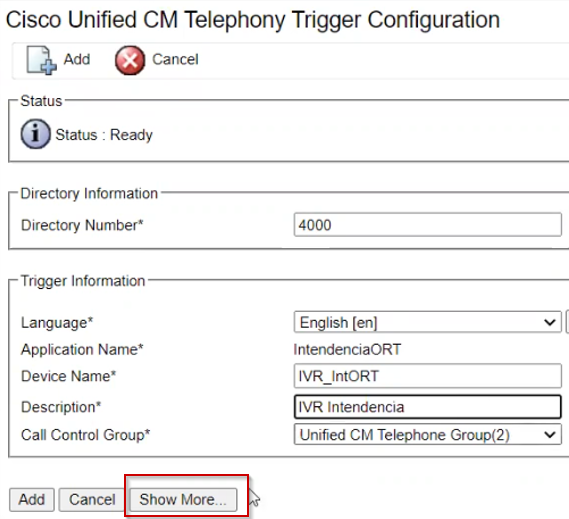 Cisco Unified CM Telephony Trigger Configuration
Add Cancel
Status
Status : Ready
Directory Information
Directory Number* 4000
Trigger Information
Language* English [en]
Application Name* IntendenciaORT
Device Name* IVR_IntORT
Description* IVR Intendencia
Call Control Group* Unified CM Telephone Group(2)
Add Cancel Show More...